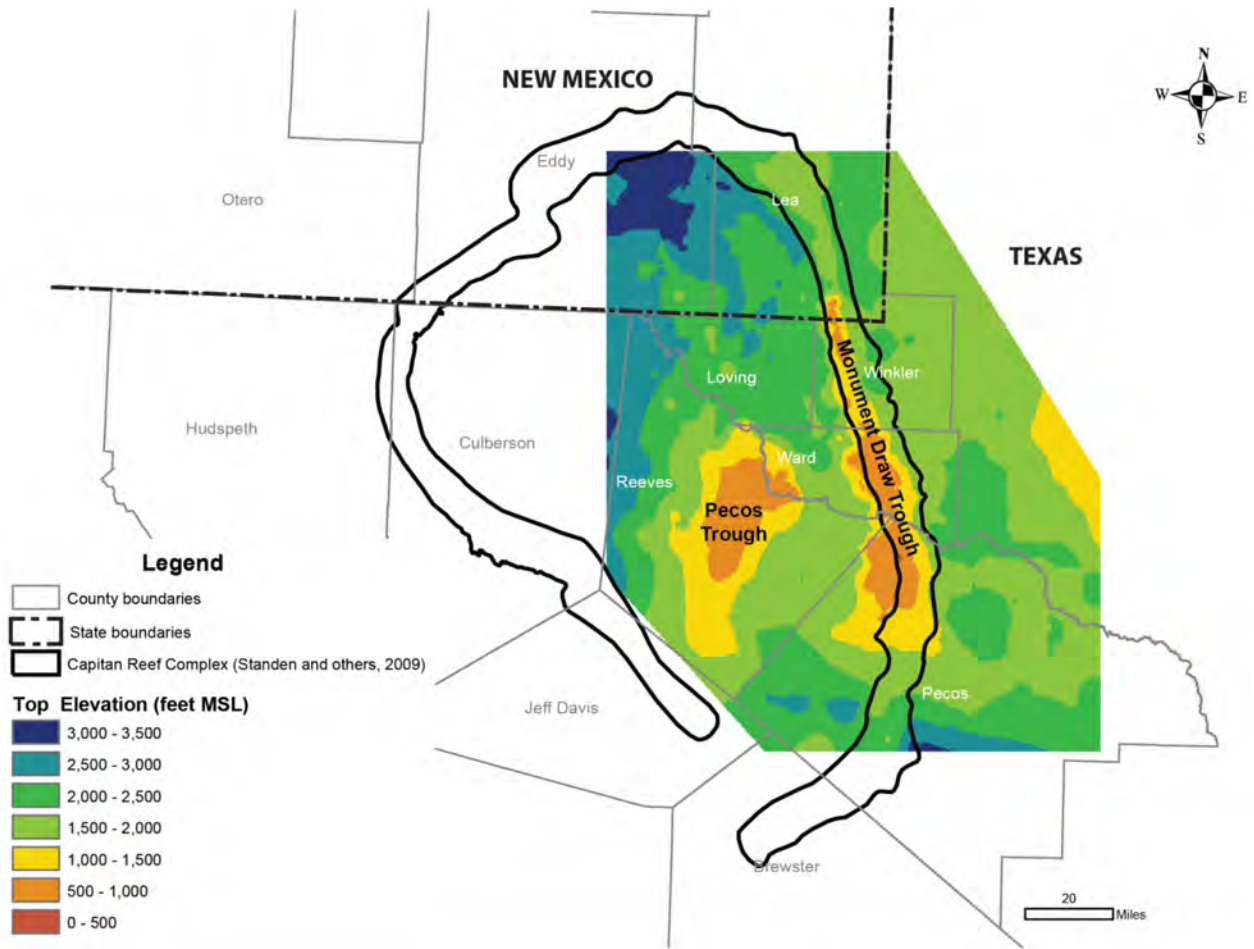 NEW MEXICO
N
W E
S
Eddy
Otero
Lea
TEXAS
Monument Draw Trough
Winkler
Loving
Hudspeth
Culberson
Ward
Reeves
Pecos
Trough
Legend
County boundaries
State boundaries
Capitan Reef Complex (Standen and others, 2009)
Pecos
Top Elevation (feet MSL)
Jeff Davis
3,000 - 3,500
2,500 - 3,000
2,000 - 2,500
1,500 - 2,000
1,000 - 1,500
500 - 1,000
0 - 500
Brewster
20
Miles